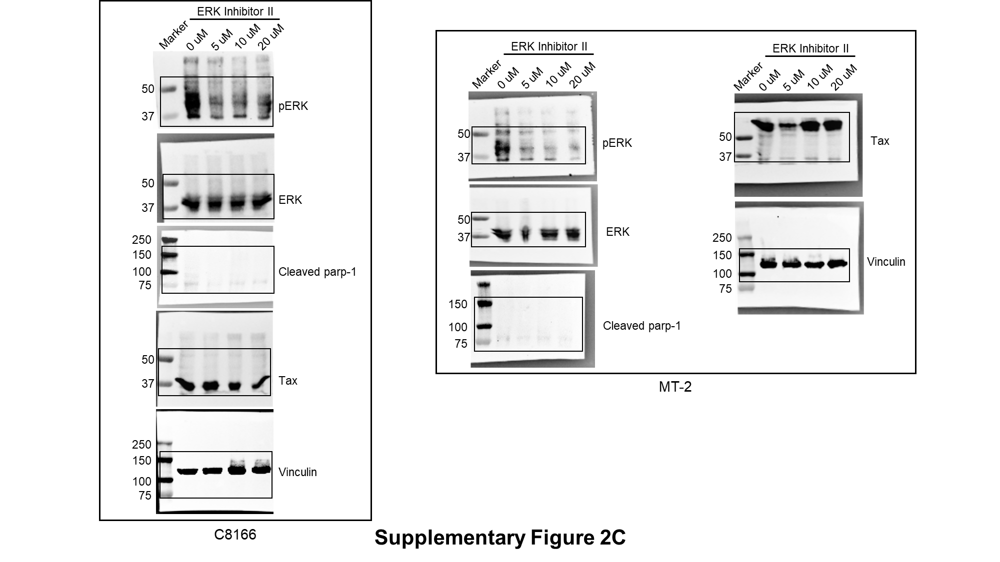 ERK Inhibitor II
Marker 0 uM 5 uM 10 uM 20 uM
50
37
pERK
50
37
ERK
250
150
100
75
Cleaved parp-1
50
37
Tax
250
150
100
75
Vinculin
C8166
ERK Inhibitor II
Marker 0 uM 5 uM 10 uM 20 uM
50
37
pERK
50
37
ERK
150
100
75
Cleaved parp-1
ERK Inhibitor II
Marker 0 uM 5 uM 10 uM 20 uM
50
37
Tax
250
150
100
75
Vinculin
MT-2
Supplementary Figure 2C